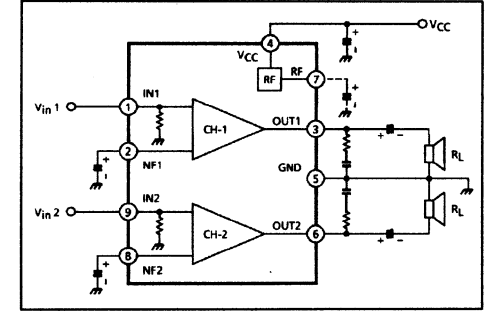 VCC
4
VCC
RF
RF
7
Vin 1
1
IN1
CH-1
OUT1
3
2
NF1
GND
5
RL
Vin 2
9
IN2
CH-2
OUT2
6
RL
8
NF2
+
+
+
+
+ −
+ −